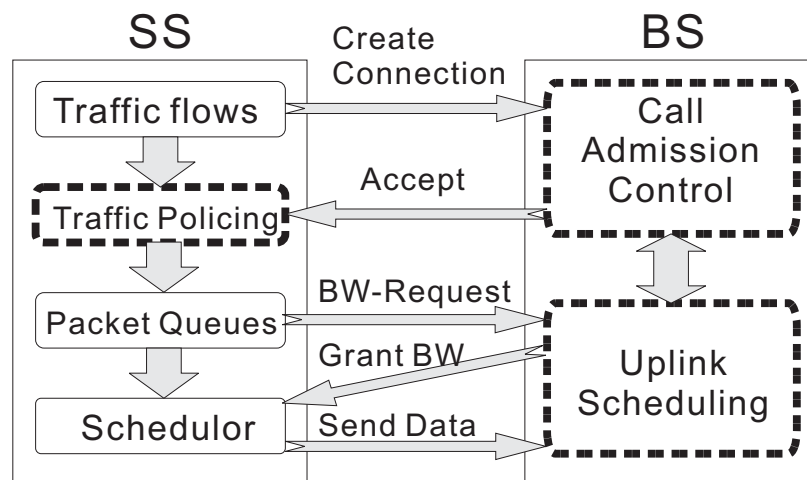 SS
BS
Create
Connection
Traffic flows
Call
Admission
Control
Accept
Traffic Policing
BW-Request
Packet Queues
Grant BW
Uplink
Scheduling
Schedulor
Send Data